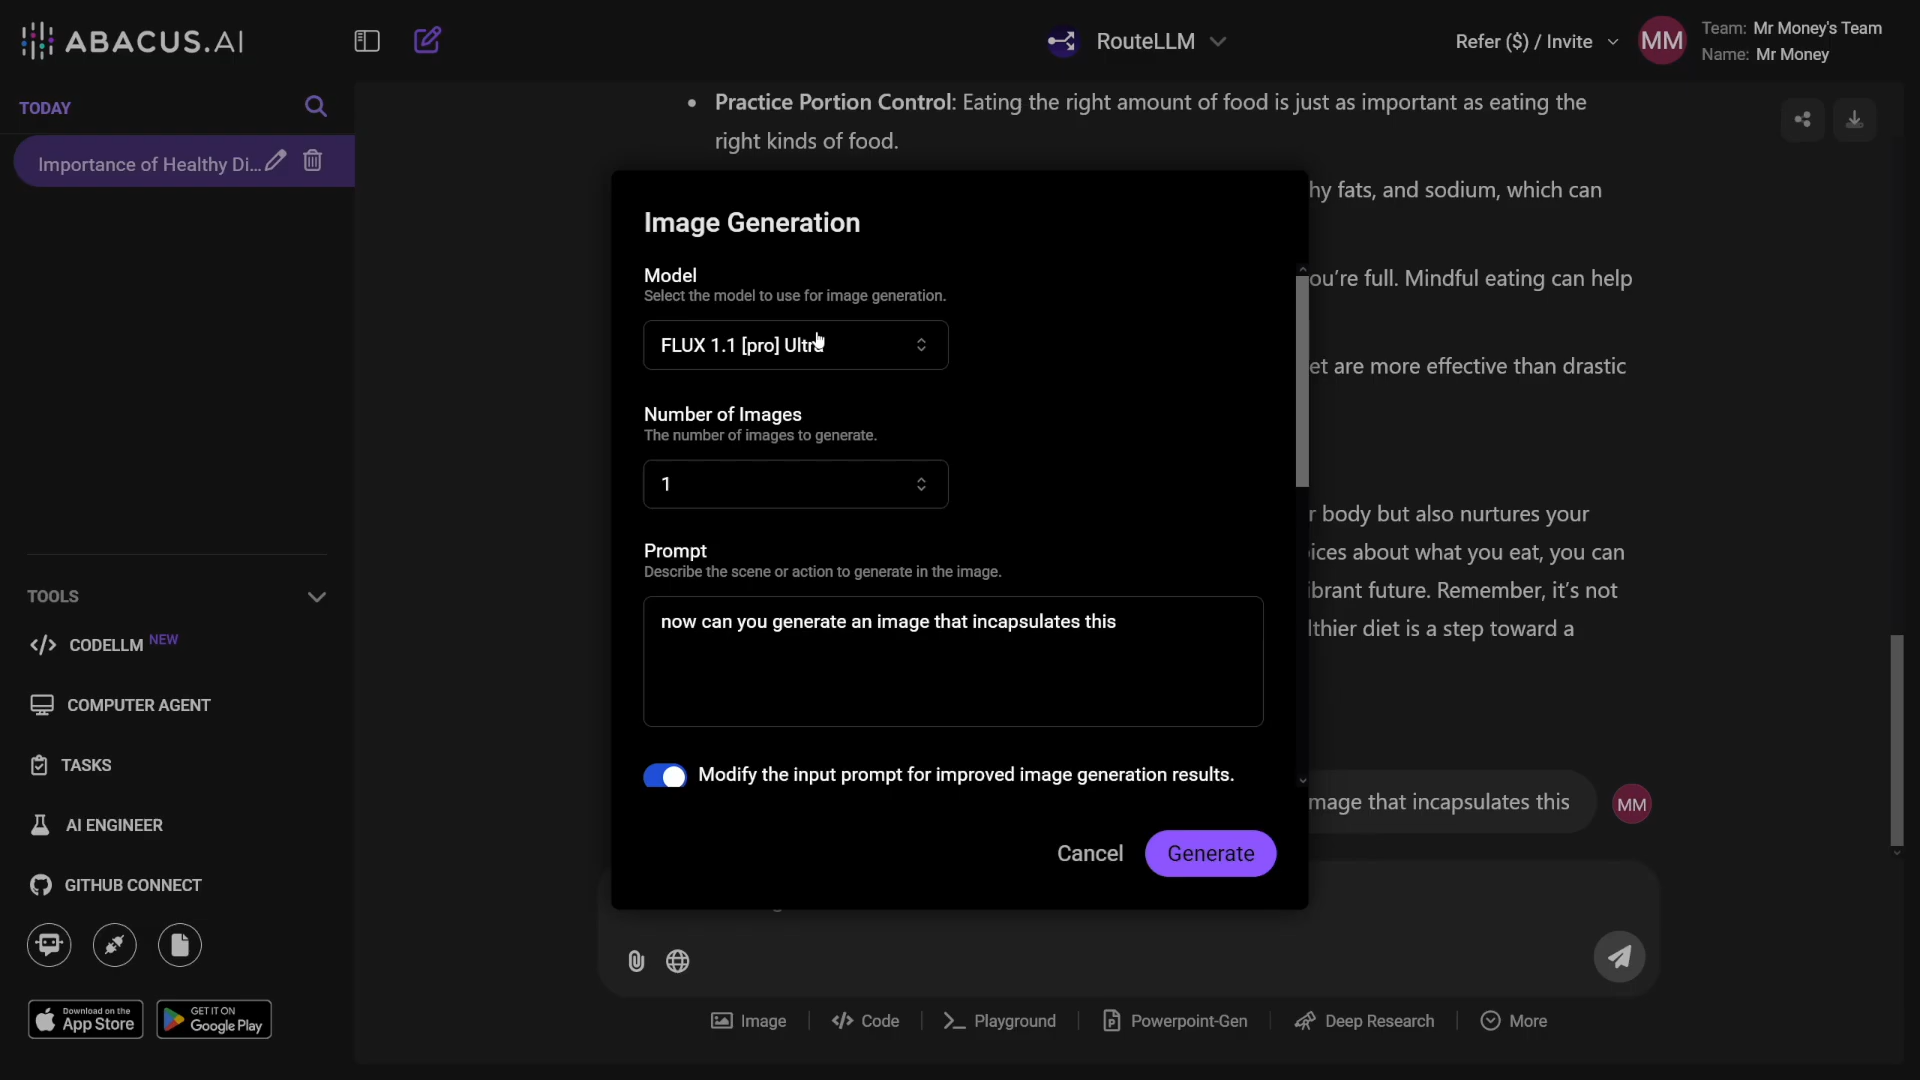 ABACUS.AI
RouteLLM
Refer ($) / Invite
MM
Team: Mr Money's Team
Name: Mr Money
TODAY
Importance of Healthy Di...
Practice Portion Control: Eating the right amount of food is just as important as eating the
right kinds of food.
hy fats, and sodium, which can
ou're full. Mindful eating can help
et are more effective than drastic
r body but also nurtures your
ices about what you eat, you can
ibrant future. Remember, it's not
lthier diet is a step toward a
mage that incapsulates this
MM
Image Generation
Model
Select the model to use for image generation.
FLUX 1.1 [pro] Ultra
Number of Images
The number of images to generate.
1
Prompt
Describe the scene or action to generate in the image.
now can you generate an image that incapsulates this
Modify the input prompt for improved image generation results.
Cancel
Generate
TOOLS
CODELLM NEW
COMPUTER AGENT
TASKS
AI ENGINEER
GITHUB CONNECT
Download on the
App Store
GET IT ON
Google Play
Image
Code
Playground
Powerpoint-Gen
Deep Research
More